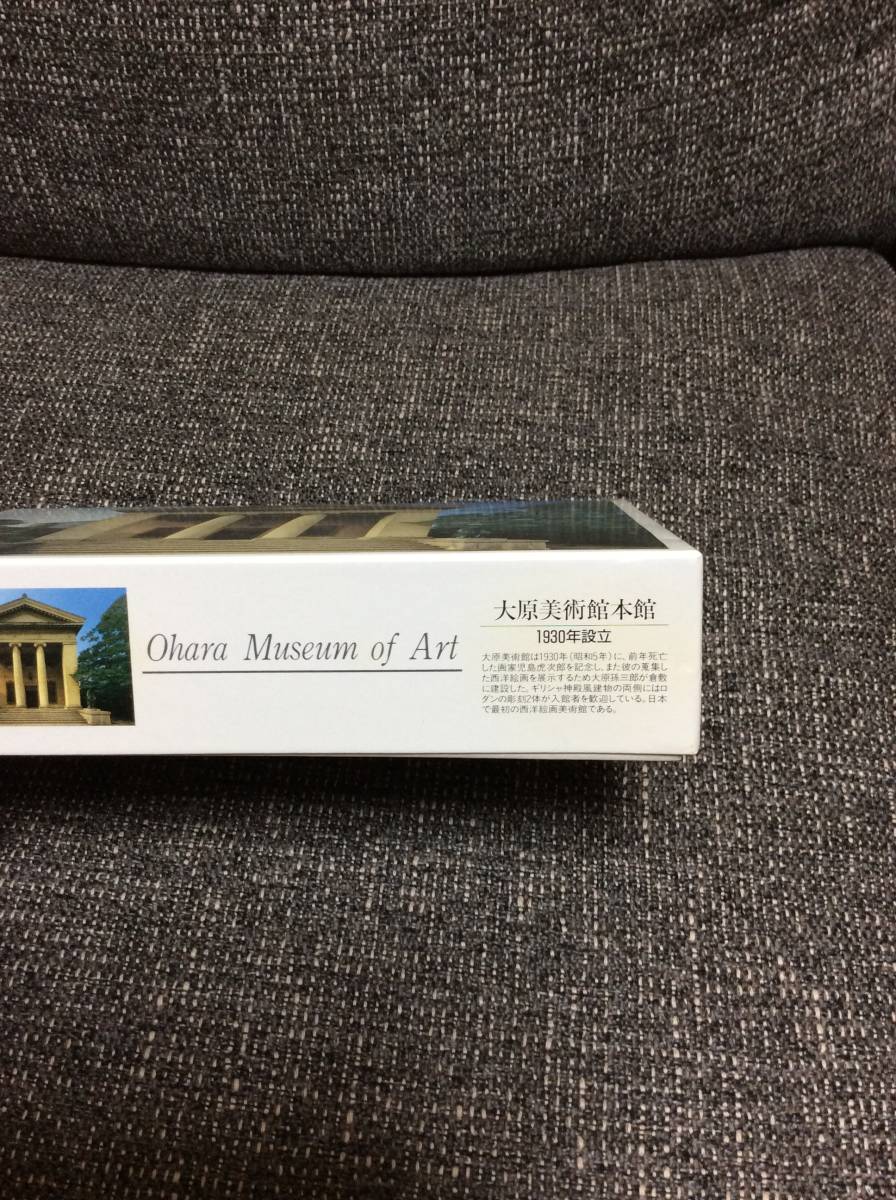 Ohara Museum of Art
大原美術館本館
1930年設立
大原美術館は1930年(昭和5年)に、前年死亡
した画家児島虎次郎を記念し、また彼の蒐集し
た西洋絵画を展示するため大原孫三郎が倉敷
に建設した。ギリシャ神殿風建物の両側にはロ
ダンの彫刻2体が入館者を歓迎している。日本
で最初の西洋絵画美術館である。